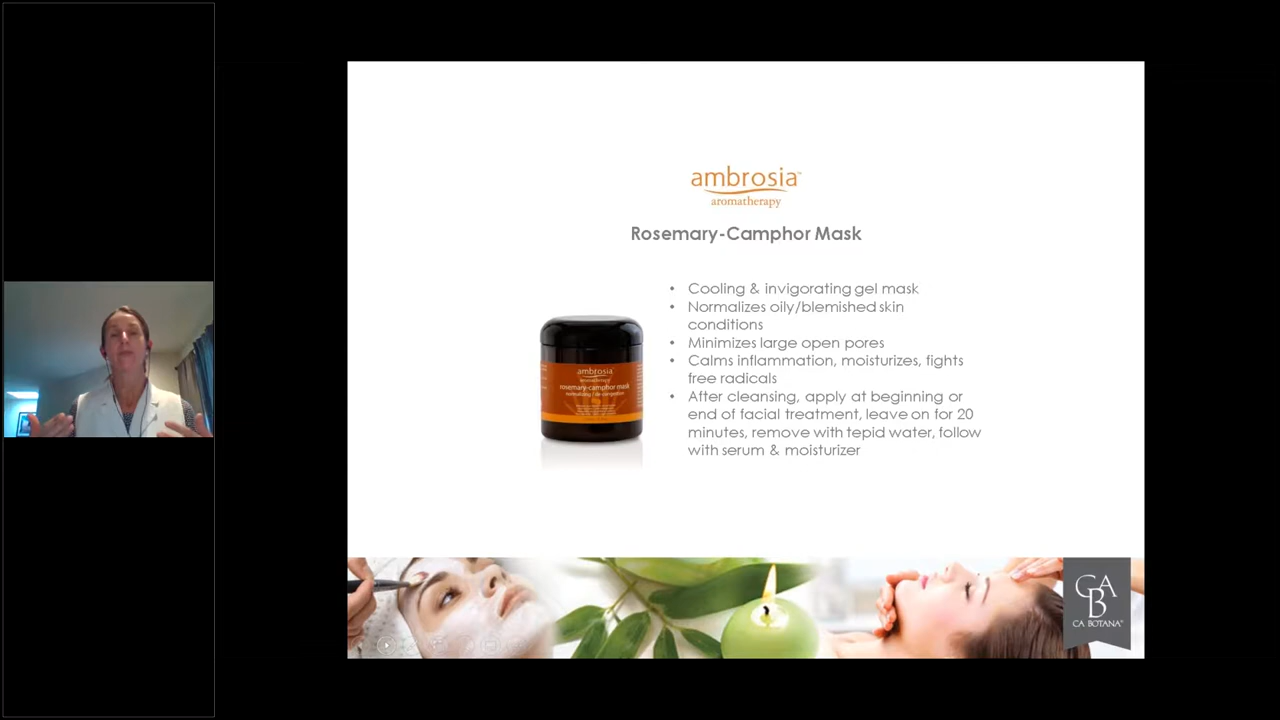 ambrosia™
aromatherapy
Rosemary-Camphor Mask
• Cooling & invigorating gel mask
• Normalizes oily/blemished skin
conditions
• Minimizes large open pores
• Calms inflammation, moisturizes, fights
free radicals
• After cleansing, apply at beginning or
end of facial treatment, leave on for 20
minutes, remove with tepid water, follow
with serum & moisturizer
ambrosia
aromatherapy
rosemary-camphor mask
CA
B
CA BOTANA